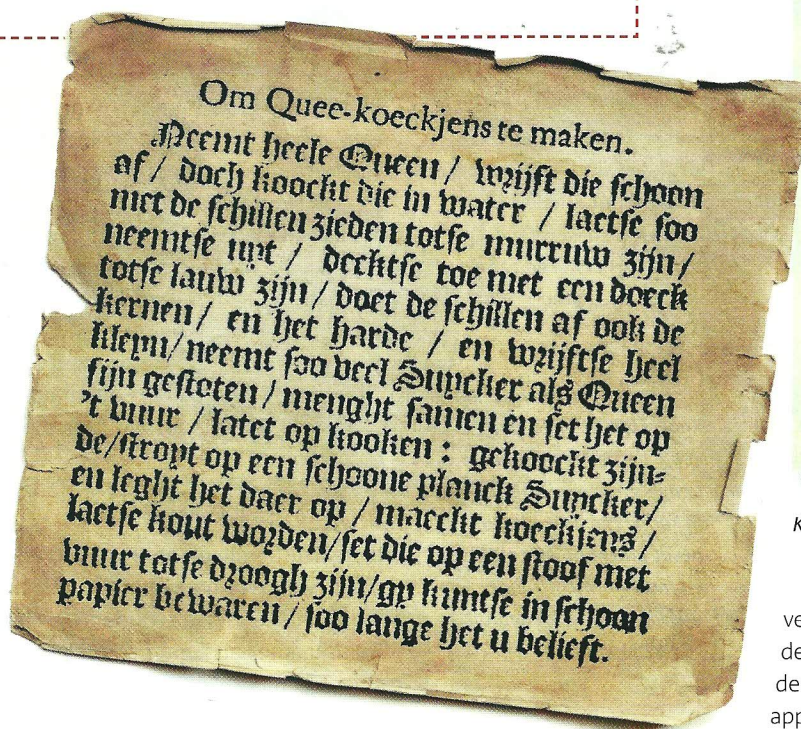 Om Quee-koeckjens te maken.
Neemt heele Queen / wrijft die schoon
af / doch koockt die in water / laetse soo
met de schillen zieden totse murruw zijn /
neemtse uyt / decktse toe met een doeck
totse lauw zijn / doet de schillen af ook de
kernen / en het harde / en wrijftse heel
kleyn / neemt soo veel Suycker als Queen
fijn gestoten / menght samen en set het op
't vuur / latet op kooken : gekoockt zijn-
de / stroyt op een schoone planck Suycker /
en leght het daer op / maeckt koeckjens /
laetse kout worden / set die op een stoof met
vuur totse droogh zijn / gy kuntse in schoon
papier bewaren / soo lange het u belieft.
K
ve
de
de
app